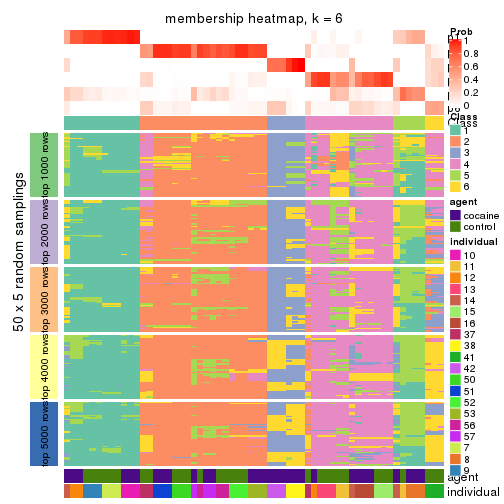 membership heatmap, k = 6
Prob
1
0.8
0.6
0.4
0.2
0
Class
Class
1
2
3
4
5
6
agent
cocaine
control
individual
10
11
12
13
14
15
16
37
38
41
42
50
51
52
53
56
57
7
8
9
50 x 5 random samplings
top 1000 rows
top 2000 rows
top 3000 rows
top 4000 rows
top 5000 rows
agent
individual